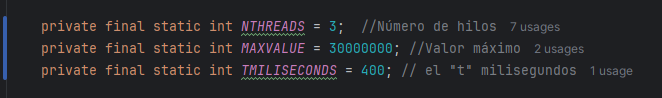 private final static int NTHREADS = 3;  //Número de hilos   7 usages
private final static int MAXVALUE = 30000000; //Valor máximo   2 usages
private final static int TMILISECONDS = 400; // el "t" milisegundos   1 usage